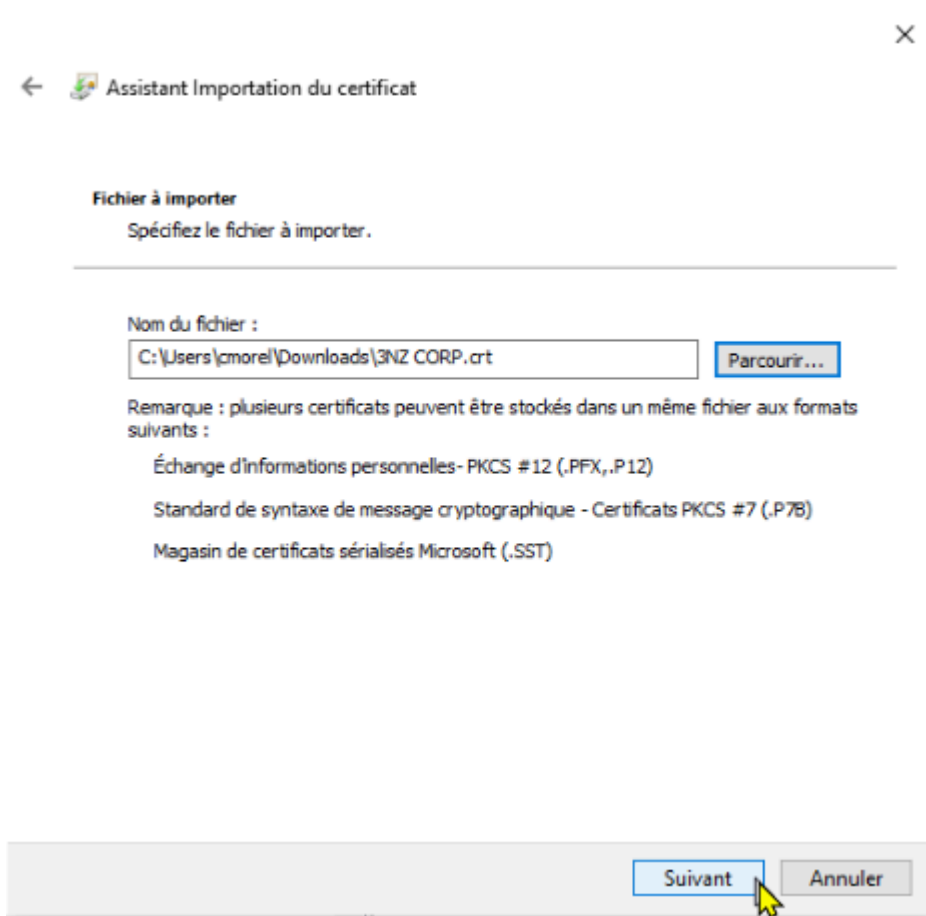 Assistant Importation du certificat
Fichier à importer
Spécifiez le fichier à importer.
Nom du fichier :
C:\Users\cmorel\Downloads\3NZ CORP.crt
Parcourir...
Remarque : plusieurs certificats peuvent être stockés dans un même fichier aux formats
suivants :
Échange d'informations personnelles- PKCS #12 (.PFX,.P12)
Standard de syntaxe de message cryptographique - Certificats PKCS #7 (.P7B)
Magasin de certificats sérialisés Microsoft (.SST)
Suivant
Annuler